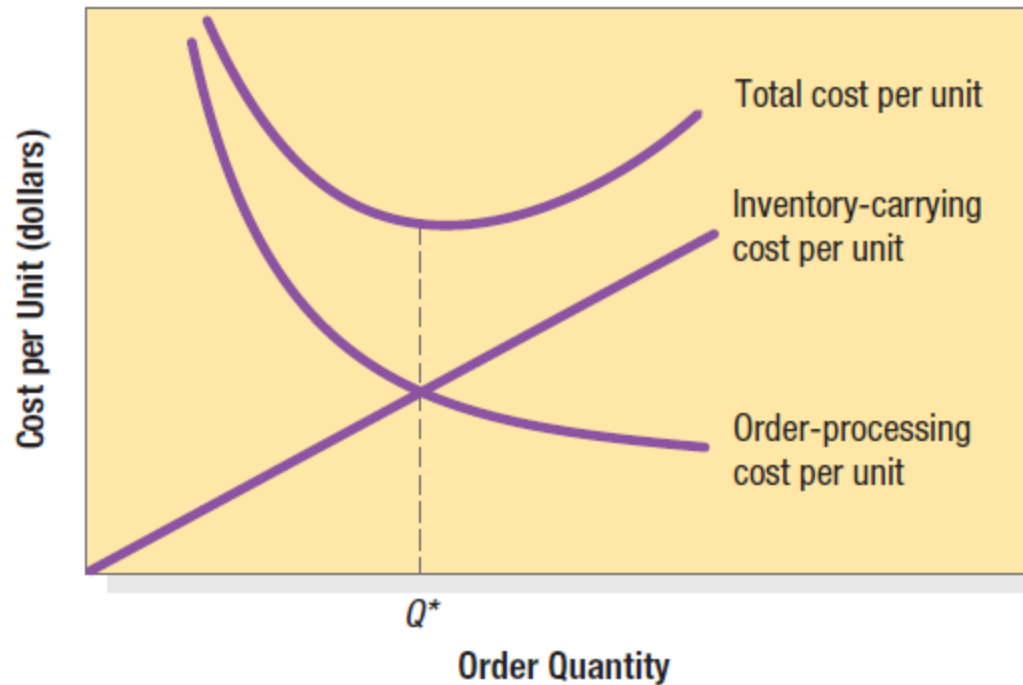 Cost per Unit (dollars)
Total cost per unit
Inventory-carrying
cost per unit
Order-processing
cost per unit
Q*
Order Quantity